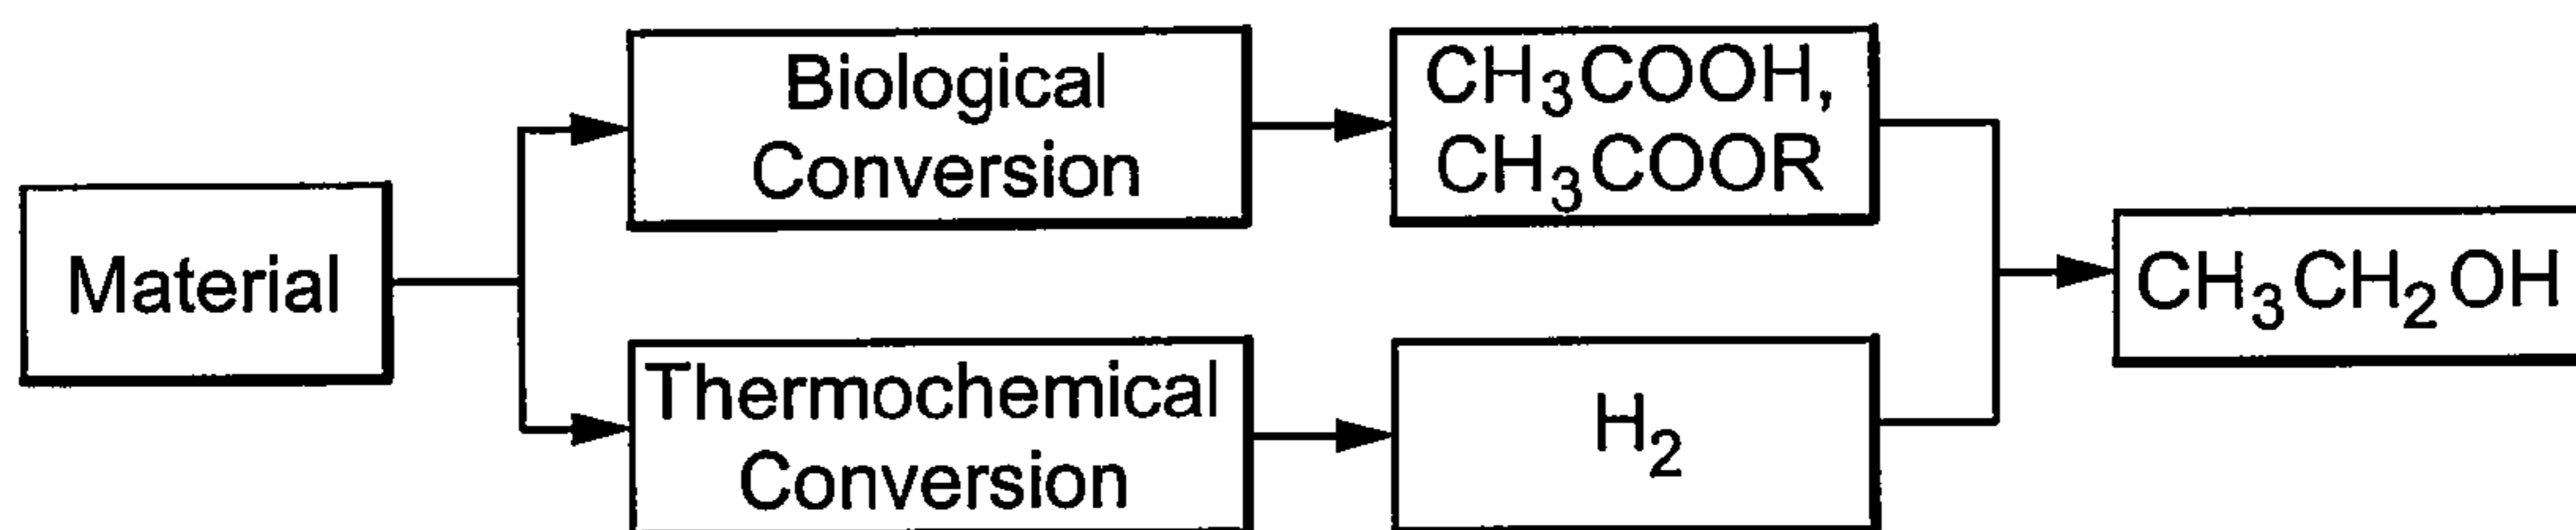 Material
Biological
Conversion
CH₃COOH,
CH₃COOR
Thermochemical
Conversion
H₂
CH₃CH₂OH